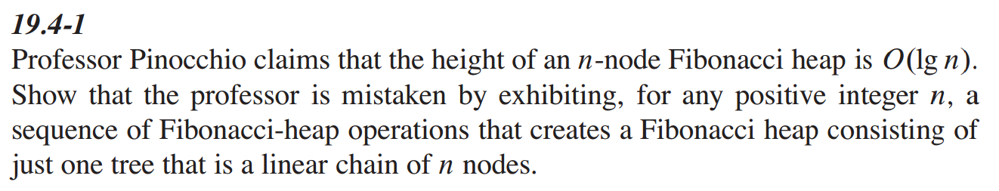 19.4-1
Professor Pinocchio claims that the height of an n-node Fibonacci heap is O(lg n).
Show that the professor is mistaken by exhibiting, for any positive integer n, a
sequence of Fibonacci-heap operations that creates a Fibonacci heap consisting of
just one tree that is a linear chain of n nodes.